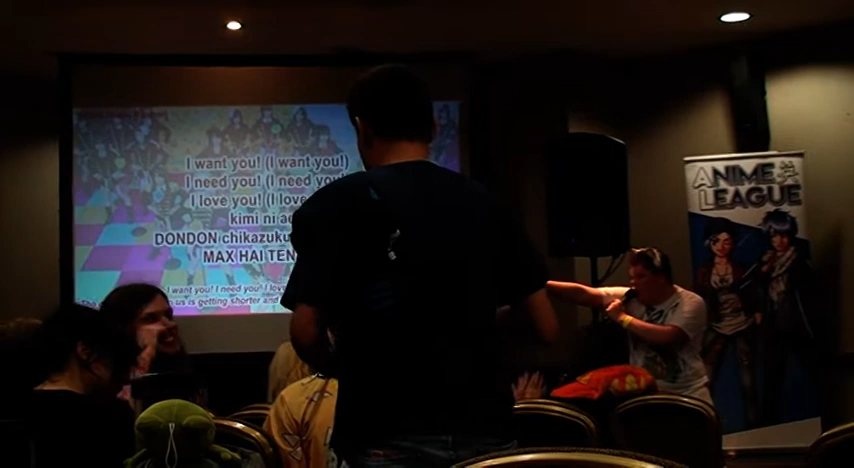 I want you! (I want you!)
I need you! (I need you!)
I love you! (I love
kimi ni
DONDON chikazuku
MAX HAI TEN
I want you! I need you! I love
us is getting shorter and
ANIME
LEAGUE